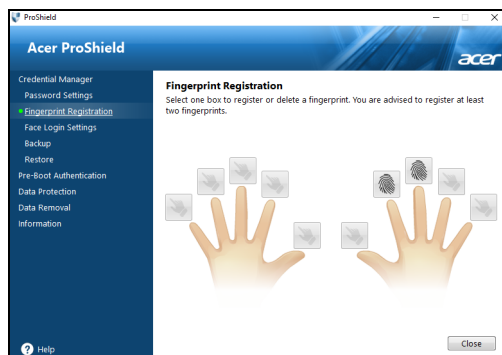 ProShield
Acer ProShield
acer
Credential Manager
Password Settings
Fingerprint Registration
Face Login Settings
Backup
Restore
Pre-Boot Authentication
Data Protection
Data Removal
Information
Fingerprint Registration
Select one box to register or delete a fingerprint. You are advised to register at least
two fingerprints.
? Help
Close